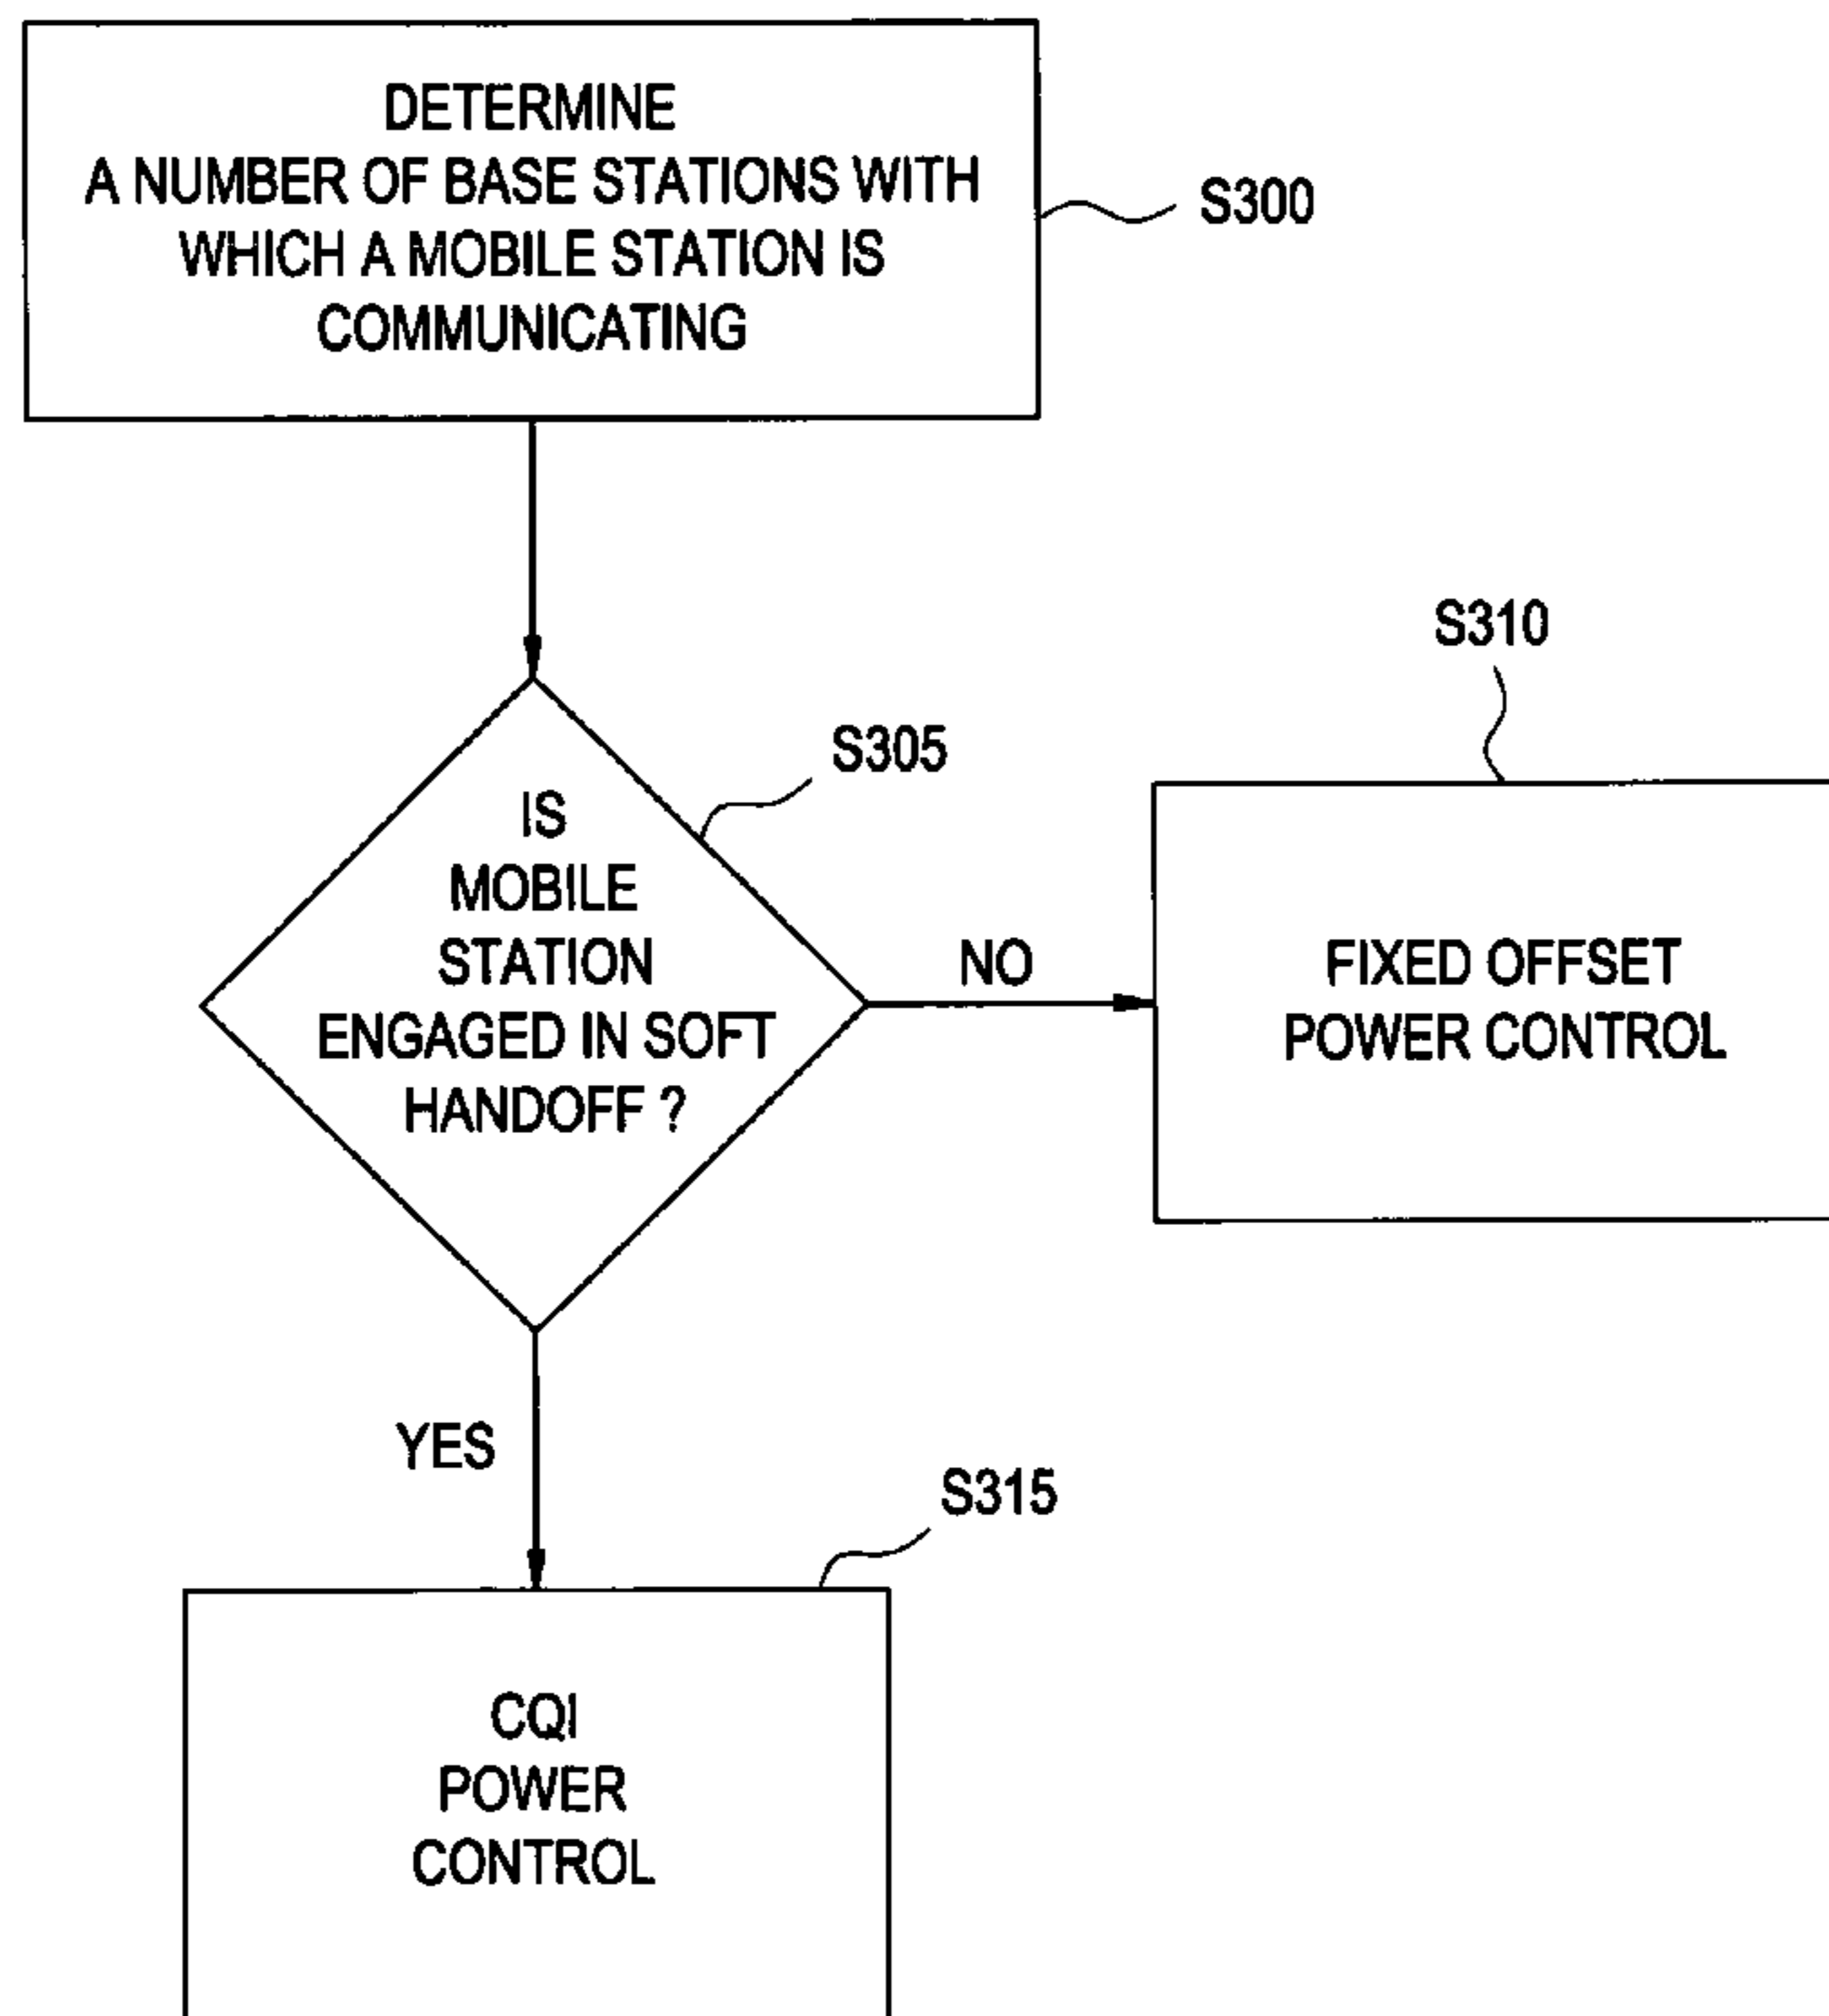 DETERMINE
A NUMBER OF BASE STATIONS WITH
WHICH A MOBILE STATION IS
COMMUNICATING
S300
S305
IS
MOBILE
STATION
ENGAGED IN SOFT
HANDOFF ?
NO
S310
FIXED OFFSET
POWER CONTROL
YES
S315
CQI
POWER
CONTROL